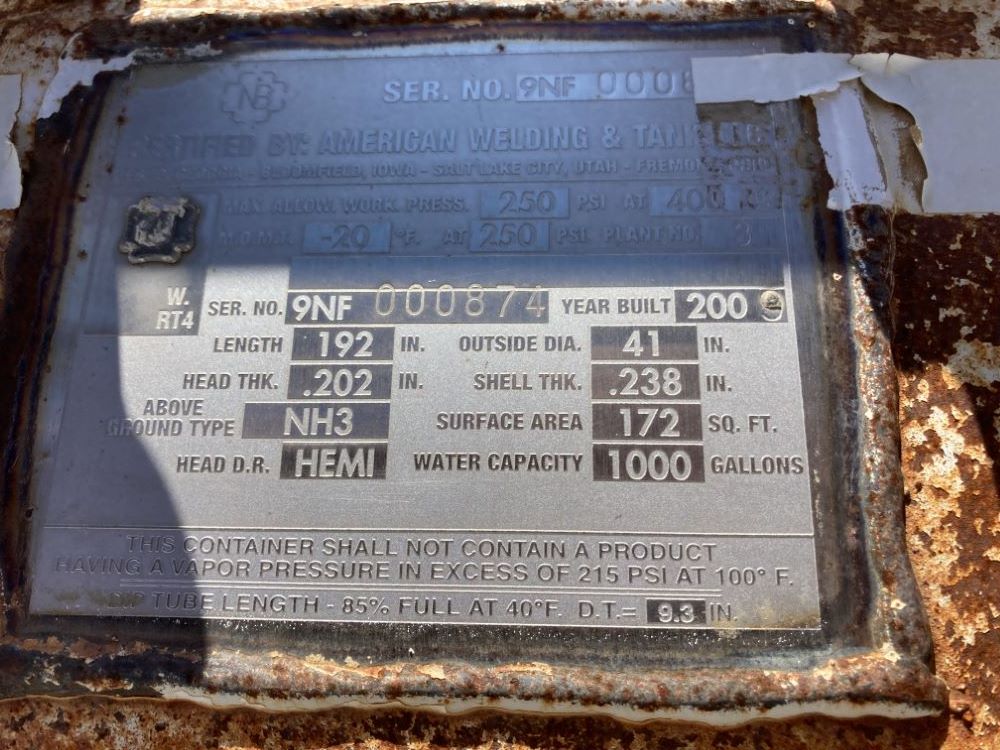 NB
SER. NO. 9NF 0008
CERTIFIED BY: AMERICAN WELDING & TANK
BLOOMFIELD, IOWA - SALT LAKE CITY, UTAH -
MAX. ALLOW. WORK. PRESS. 250 PSI AT 400
M.D.M.T. -20 °F. AT 250 PSI. PLANT NO. 3
W.
RT4
SER. NO. 9NF 000874 YEAR BUILT 200
LENGTH 192 IN. OUTSIDE DIA. 41 IN.
HEAD THK. .202 IN. SHELL THK. .238 IN.
ABOVE
GROUND TYPE NH3 SURFACE AREA 172 SQ. FT.
HEAD D.R. HEMI WATER CAPACITY 1000 GALLONS
THIS CONTAINER SHALL NOT CONTAIN A PRODUCT
HAVING A VAPOR PRESSURE IN EXCESS OF 215 PSI AT 100° F.
DIP TUBE LENGTH - 85% FULL AT 40°F. D.T.= 9.3 IN.